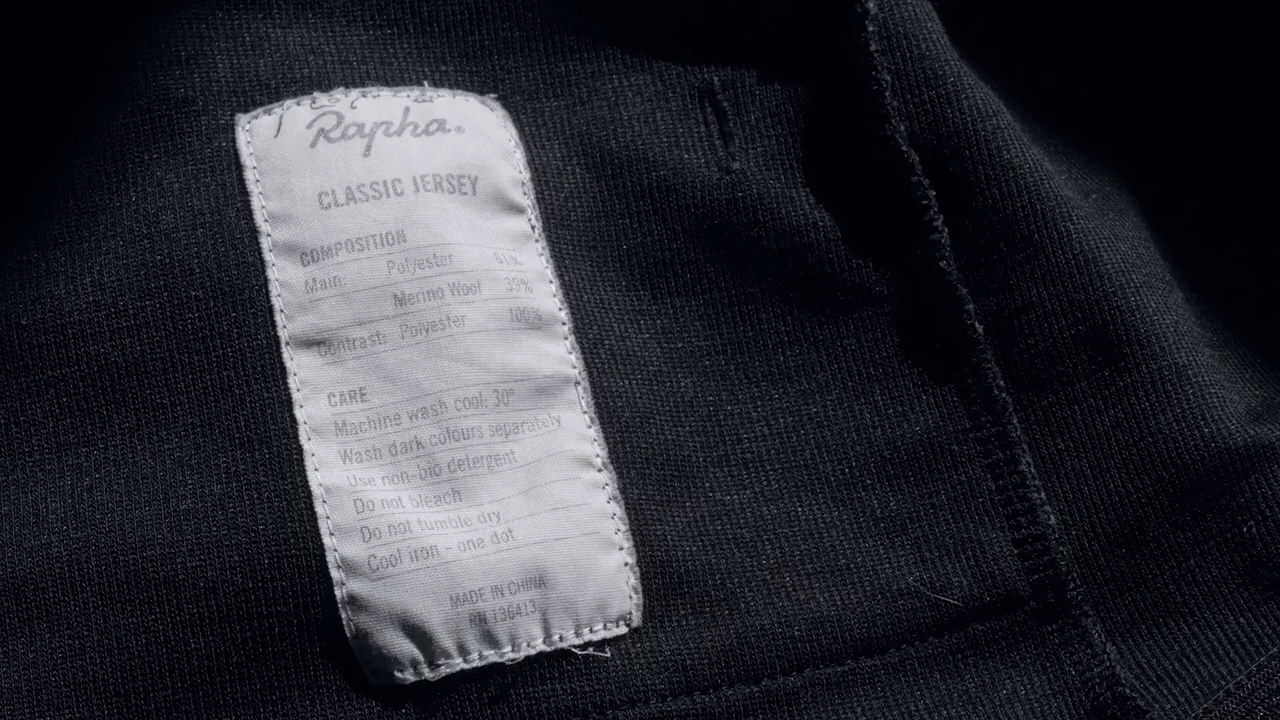 Rapha®
CLASSIC JERSEY
COMPOSITION
Main: Polyester 61%
Merino Wool 39%
Contrast: Polyester 100%
CARE
Machine wash cool; 30°
Wash dark colours separately
Use non-bio detergent
Do not bleach
Do not tumble dry
Cool iron - one dot
MADE IN CHINA
RN 136413